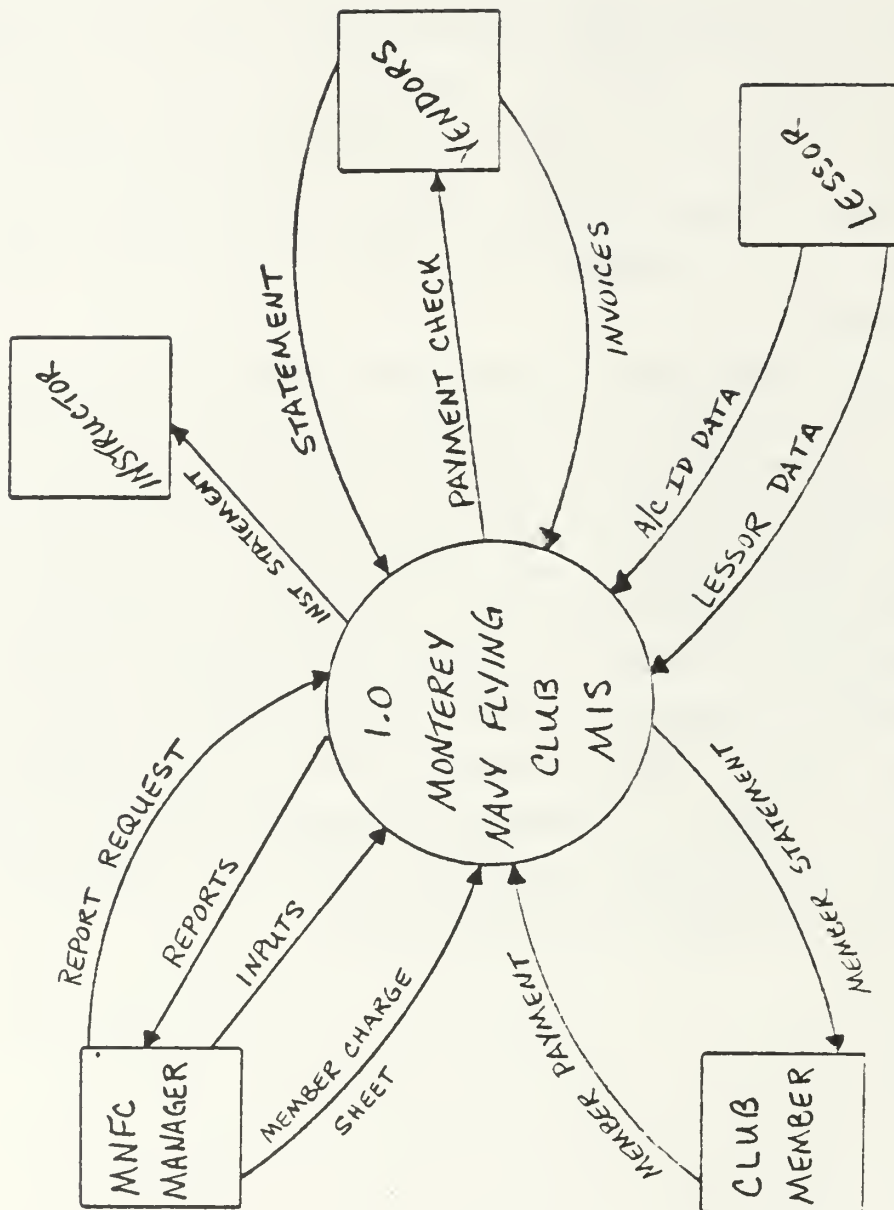 MNFC
MANAGER
REPORT REQUEST
REPORTS
INPUTS
MEMBER CHARGE
SHEET
INSTRUCTOR
INST STATEMENT
STATEMENT
VENDORS
PAYMENT CHECK
INVOICES
1.0
MONTEREY
NAVY FLYING
CLUB
MIS
LESSOR
A/C ID DATA
LESSOR DATA
MEMBER PAYMENT
MEMBER STATEMENT
CLUB
MEMBER